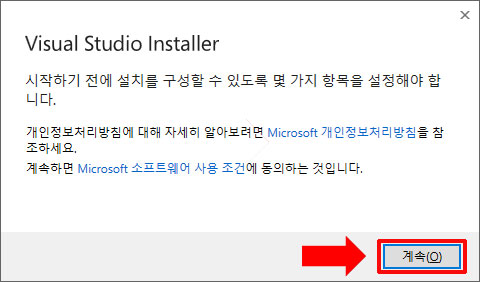 Visual Studio Installer
시작하기 전에 설치를 구성할 수 있도록 몇 가지 항목을 설정해야 합
니다.
개인정보처리방침에 대해 자세히 알아보려면 Microsoft 개인정보처리방침을 참
조하세요.
계속하면 Microsoft 소프트웨어 사용 조건에 동의하는 것입니다.
계속(O)